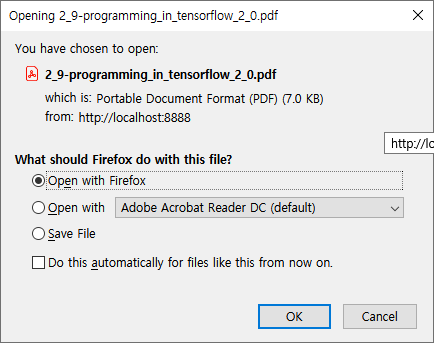 Opening 2_9-programming_in_tensorflow_2_0.pdf
You have chosen to open:
2_9-programming_in_tensorflow_2_0.pdf
which is: Portable Document Format (PDF) (7.0 KB)
from: http://localhost:8888
http://lo
What should Firefox do with this file?
Open with Firefox
Open with Adobe Acrobat Reader DC (default)
Save File
Do this automatically for files like this from now on.
OK Cancel